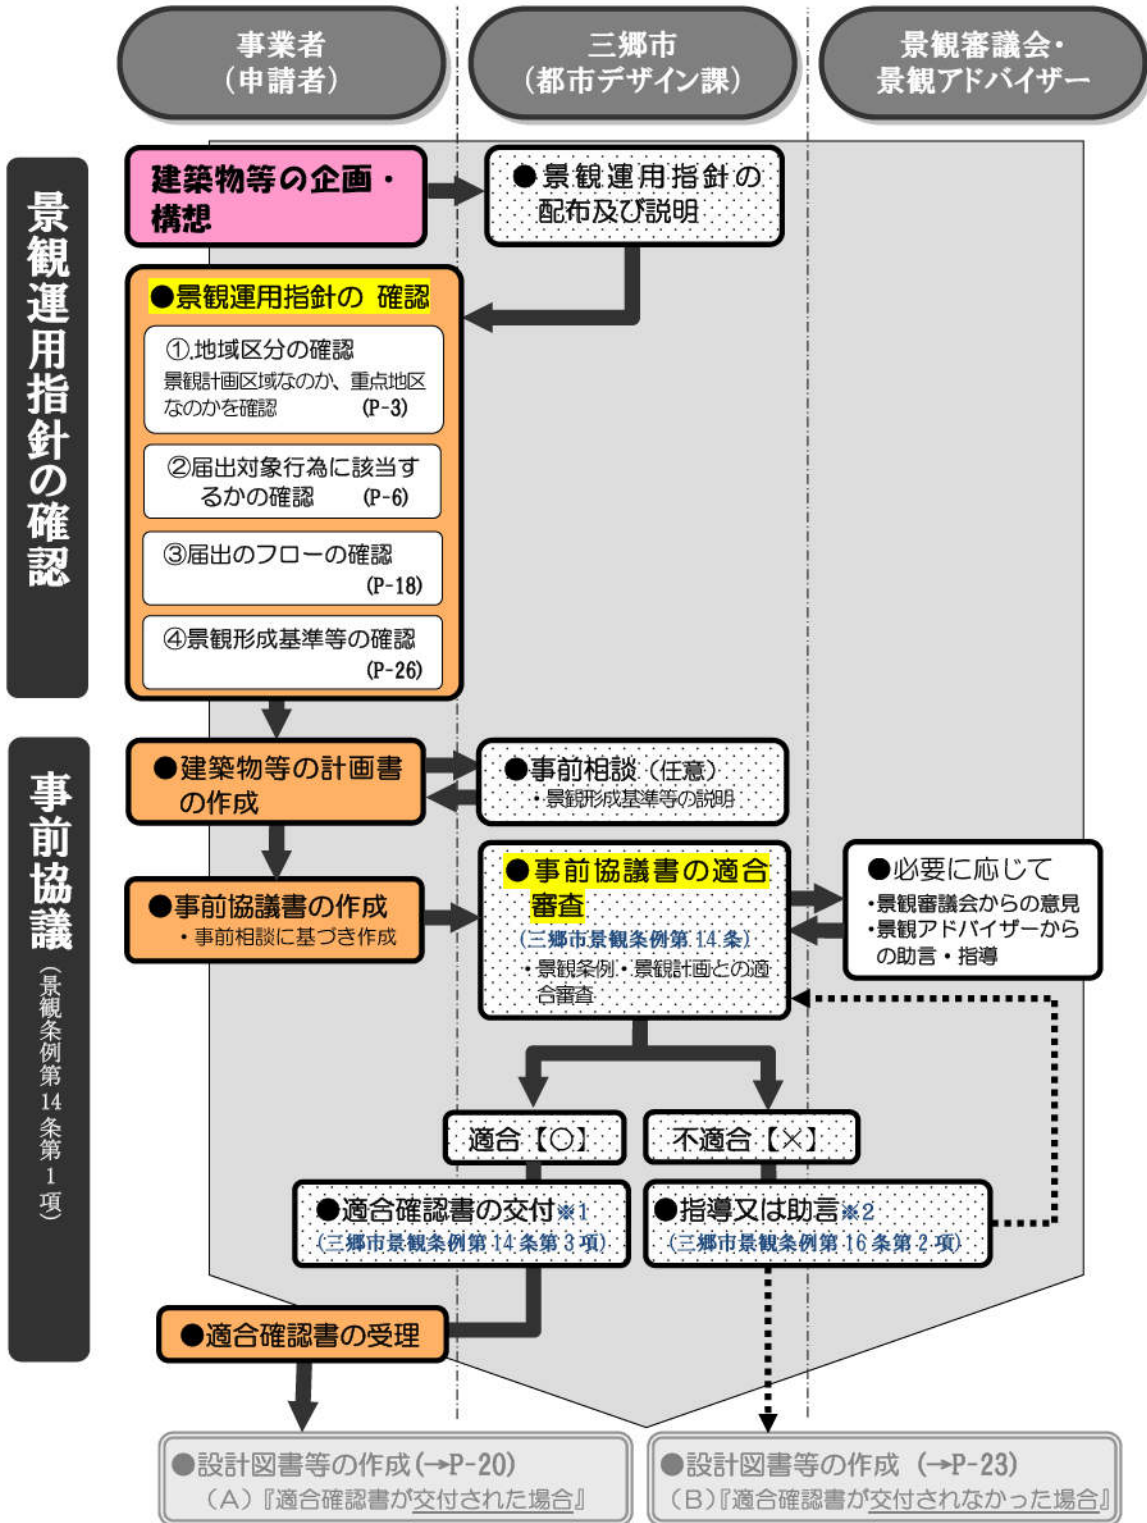 事業者
（申請者）
三郷市
（都市デザイン課）
景観審議会・
景観アドバイザー
景観運用指針の確認
建築物等の企画・
構想
●景観運用指針の
配布及び説明
●景観運用指針の 確認
①.地域区分の確認
景観計画区域なのか、重点地区
なのかを確認 (P-3)
②届出対象行為に該当す
るかの確認 (P-6)
③届出のフローの確認
(P-18)
④景観形成基準等の確認
(P-26)
事前協議（景観条例第14条第1項）
●建築物等の計画書
の作成
●事前相談（任意）
・景観形成基準等の説明
●事前協議書の作成
・事前相談に基づき作成
●事前協議書の適合
審査
(三郷市景観条例第14条)
・景観条例・景観計画との適
合審査
●必要に応じて
・景観審議会からの意見
・景観アドバイザーから
の助言・指導
適合【○】
不適合【×】
●適合確認書の交付※1
(三郷市景観条例第14条第3項)
●指導又は助言※2
(三郷市景観条例第16条第2項)
●適合確認書の受理
●設計図書等の作成(→P-20)
（A）『適合確認書が交付された場合』
●設計図書等の作成 (→P-23)
（B）『適合確認書が交付されなかった場合』